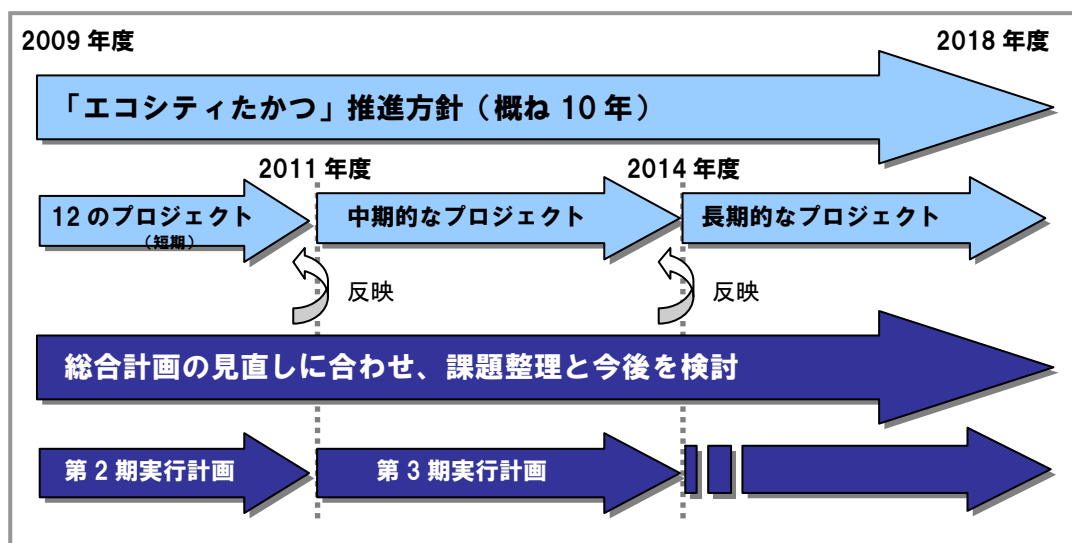 2009 年度
2018 年度
「エコシティたかつ」推進方針（概ね 10 年）
2011 年度
2014 年度
12 のプロジェクト
（短期）
中期的なプロジェクト
長期的なプロジェクト
反映
反映
総合計画の見直しに合わせ、課題整理と今後を検討
第 2 期実行計画
第 3 期実行計画